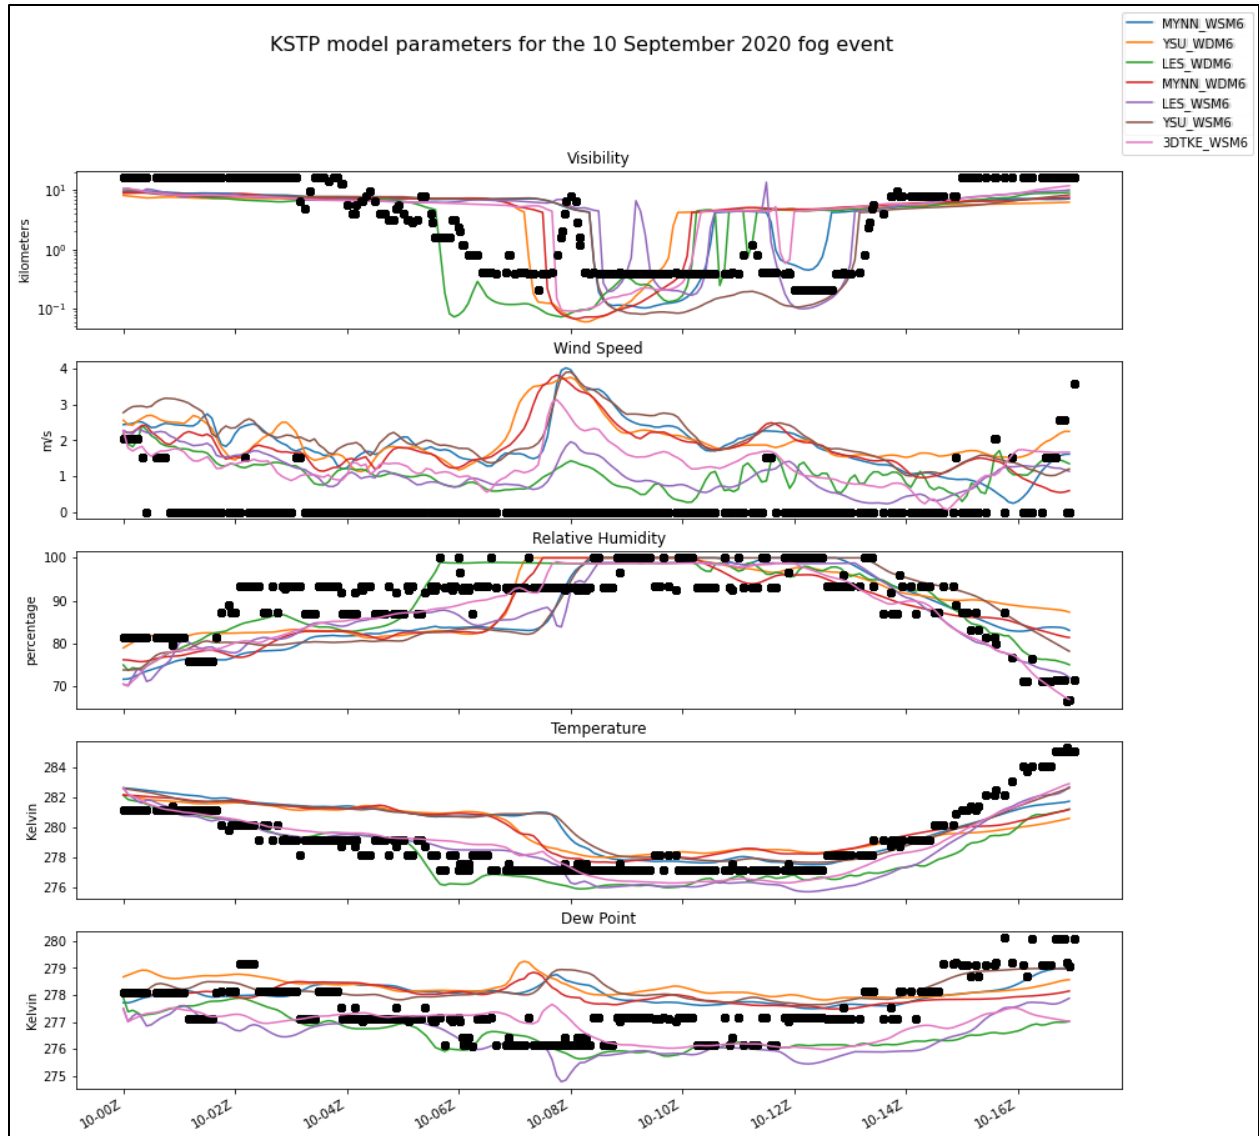 KSTP model parameters for the 10 September 2020 fog event
MYNN_WSM6
YSU_WDM6
LES_WDM6
MYNN_WDM6
LES_WSM6
YSU_WSM6
3DTKE_WSM6
Visibility
10¹
10⁰
10⁻¹
kilometers
Wind Speed
4
3
2
1
0
m/s
Relative Humidity
100
90
80
70
percentage
Temperature
284
282
280
278
276
Kelvin
Dew Point
280
279
278
277
276
275
Kelvin
10-00Z
10-02Z
10-04Z
10-06Z
10-08Z
10-10Z
10-12Z
10-14Z
10-16Z